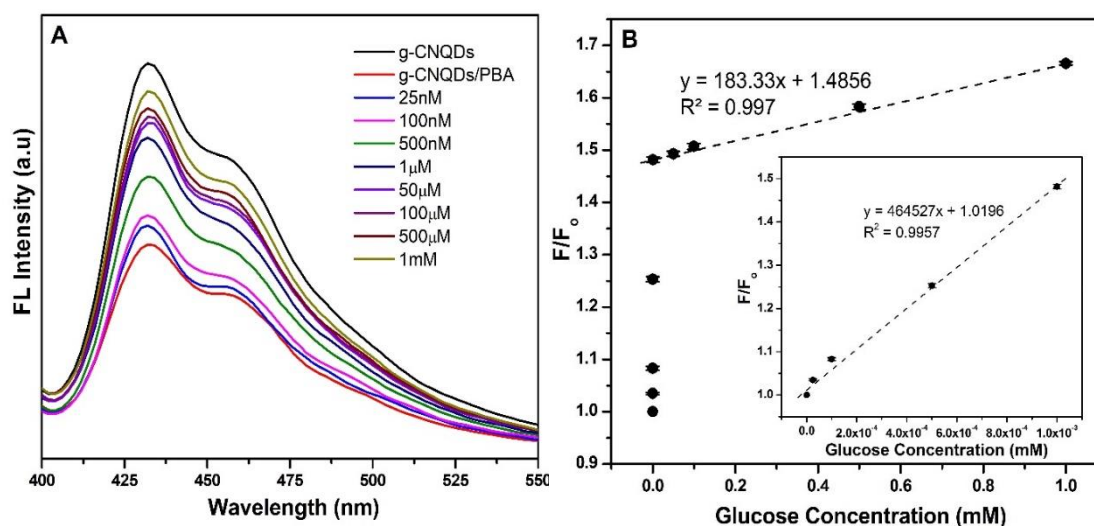 A
FL Intensity (a.u)
g-CNQDs
g-CNQDs/PBA
25nM
100nM
500nM
1μM
50μM
100μM
500μM
1mM
400 425 450 475 500 525 550
Wavelength (nm)
B
F/Fₒ
1.7
1.6
1.5
1.4
1.3
1.2
1.1
1.0
0.9
y = 183.33x + 1.4856
R² = 0.997
F/Fₒ
1.5
1.4
1.3
1.2
1.1
1.0
y = 464527x + 1.0196
R² = 0.9957
0.0 2.0x10⁻⁴ 4.0x10⁻⁴ 6.0x10⁻⁴ 8.0x10⁻⁴ 1.0x10⁻³
Glucose Concentration (mM)
0.0 0.2 0.4 0.6 0.8 1.0
Glucose Concentration (mM)